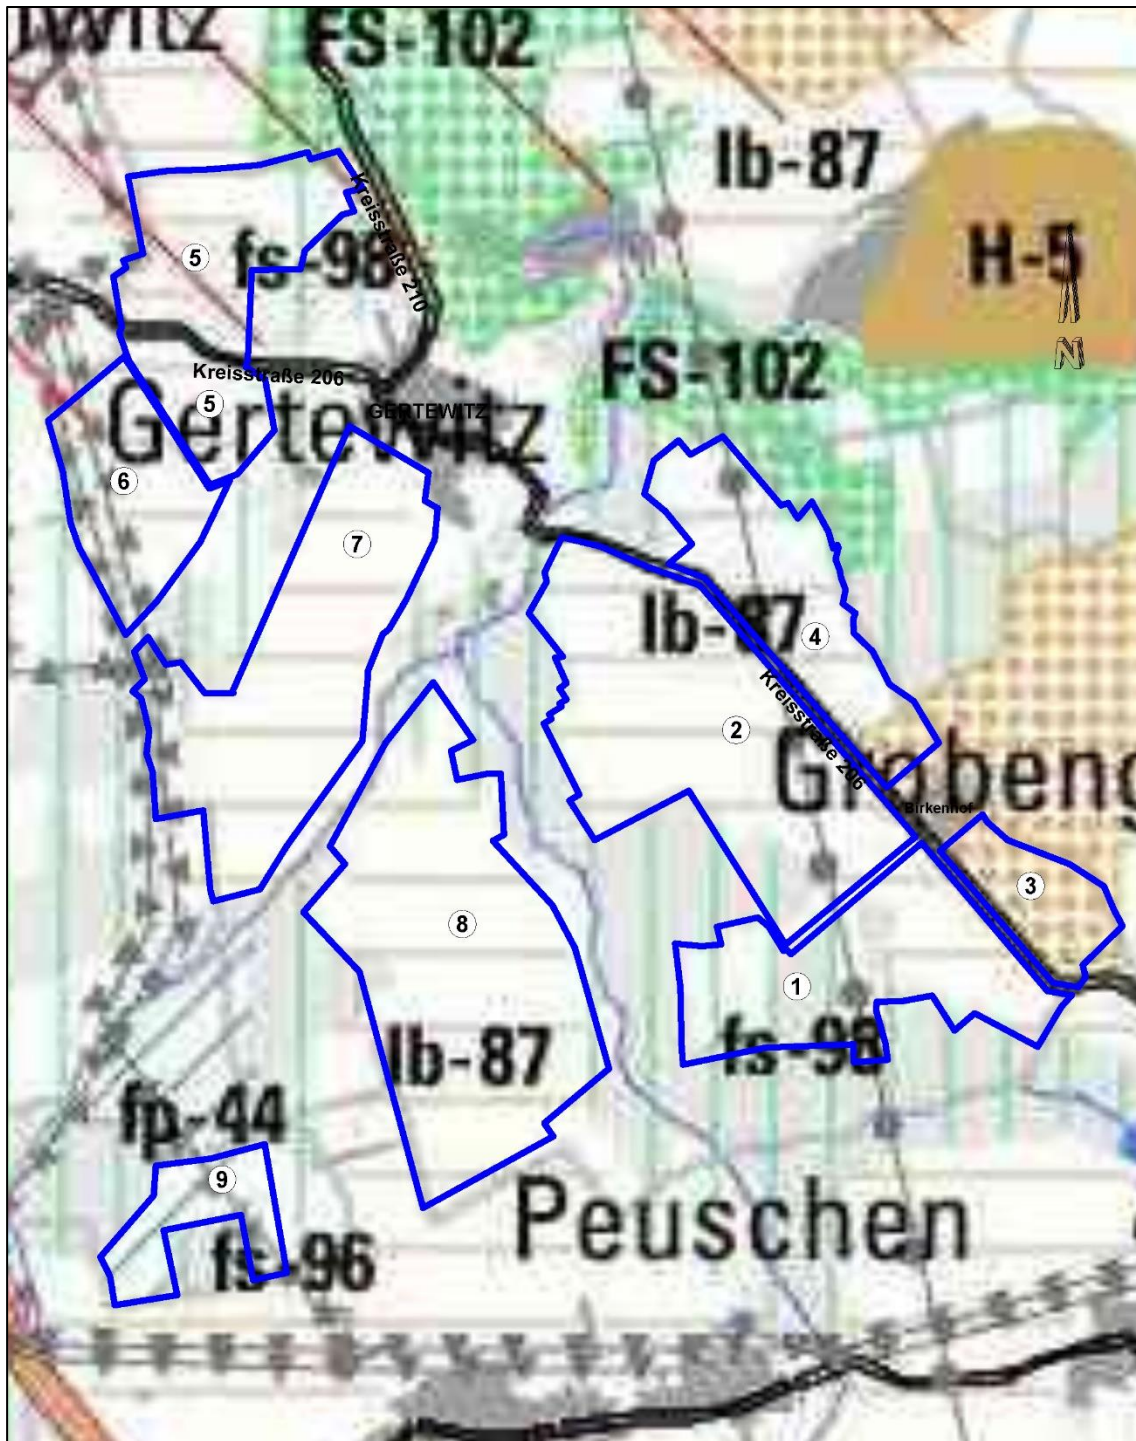 FS-102
lb-87
H-5
5
fs-98
Kreisstraße 210
N
FS-102
Kreisstraße 206
5
GERTEWITZ
Gertewitz
6
7
lb-87
4
Kreisstraße 206
2
Birkenhof
3
8
1
fs-98
lb-87
fp-44
9
fs-96
Peuschen